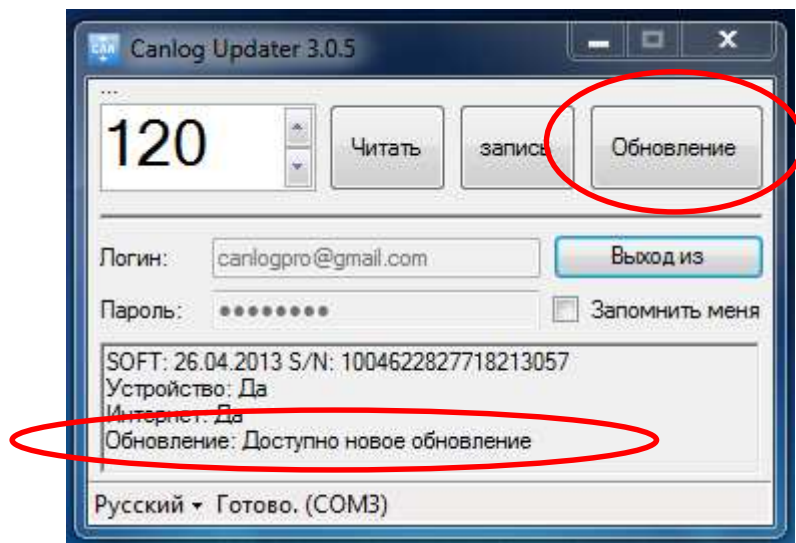 Canlog Updater 3.0.5
...
120 Читать запись Обновление
Логин: canlogpro@gmail.com Выход из
Пароль: ●●●●●●●● Запомнить меня
SOFT: 26.04.2013 S/N: 1004622827718213057
Устройство: Да
Интернет: Да
Обновление: Доступно новое обновление
Русский Готово. (COM3)